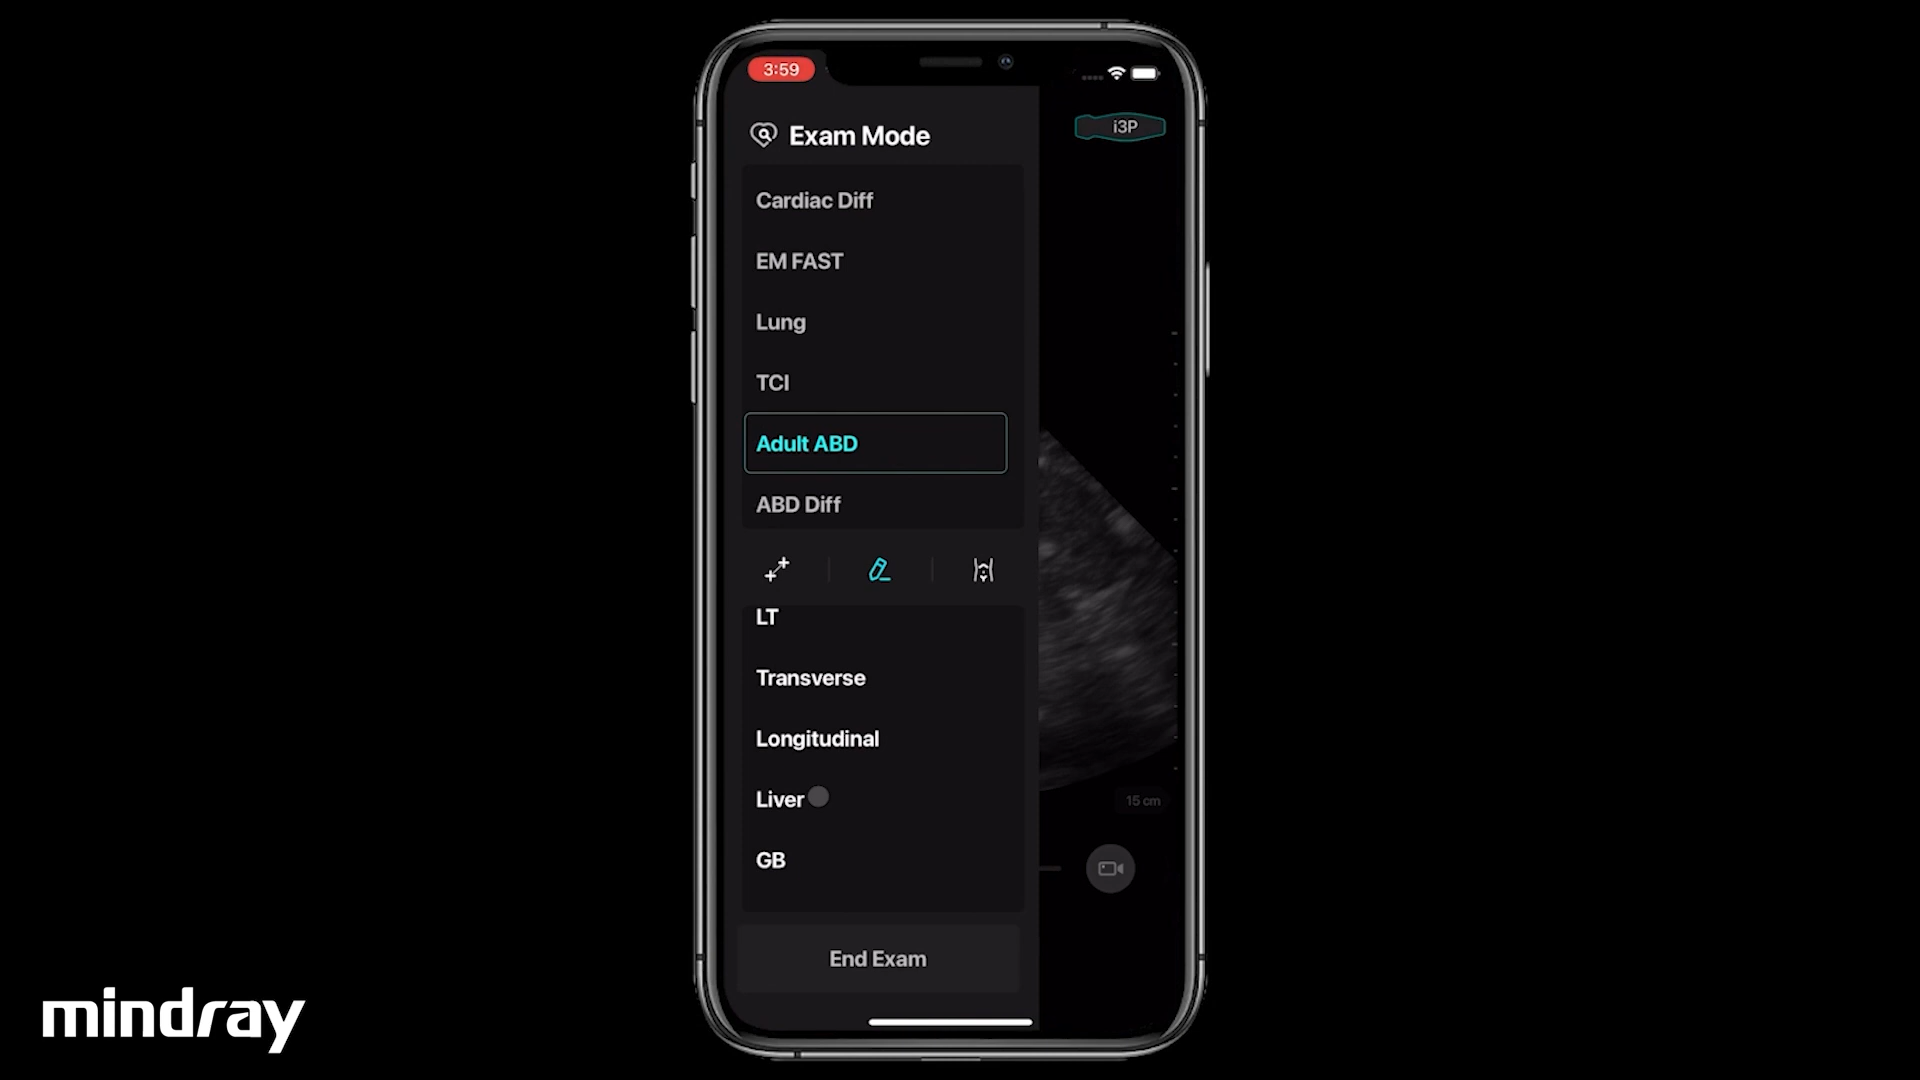 3:59
i3P
Exam Mode
Cardiac Diff
EM FAST
Lung
TCI
Adult ABD
ABD Diff
LT
Transverse
Longitudinal
Liver
GB
15 cm
End Exam
mindray